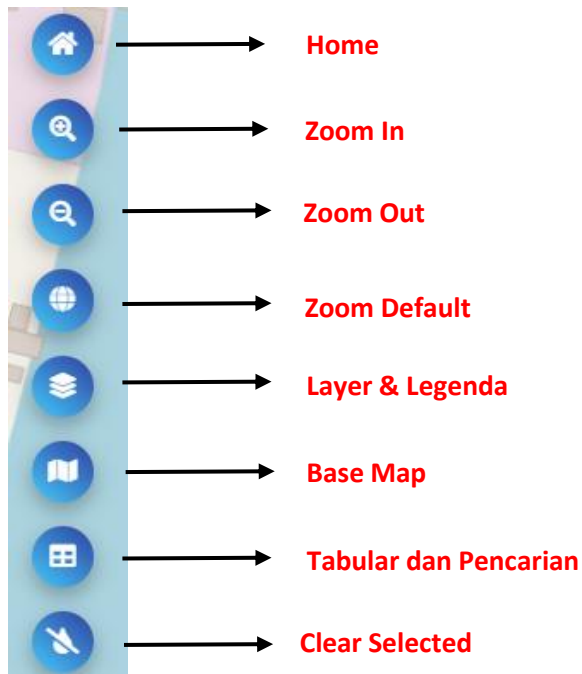 Home
Zoom In
Zoom Out
Zoom Default
Layer & Legenda
Base Map
Tabular dan Pencarian
Clear Selected